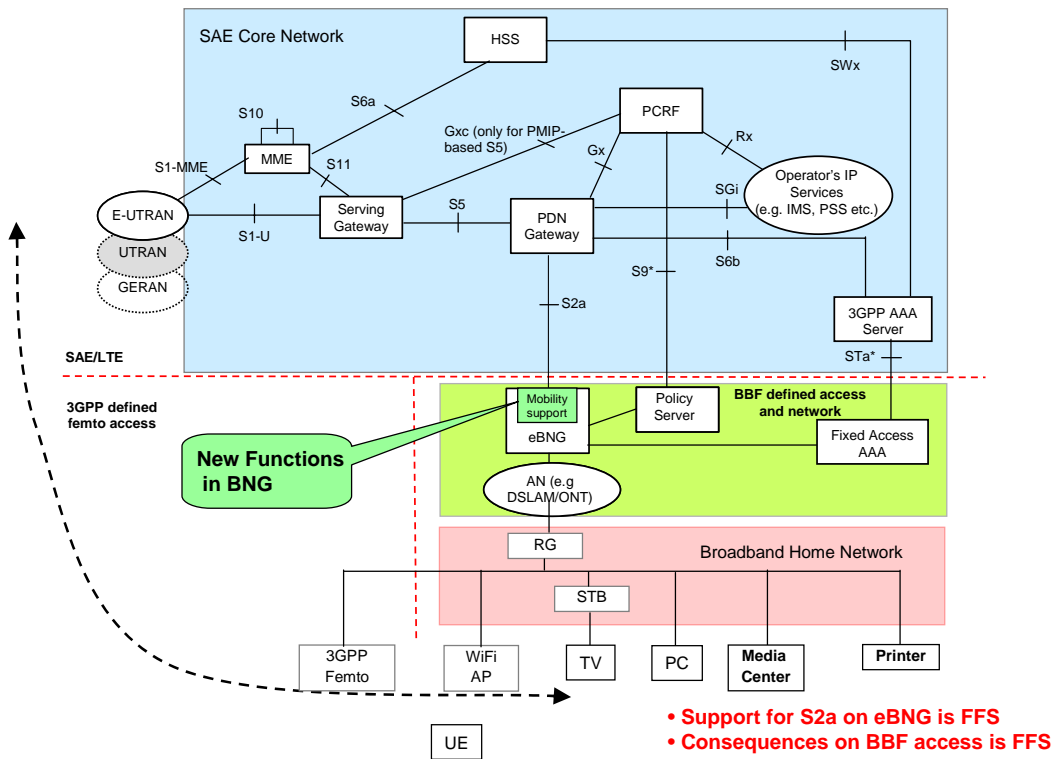 SAE Core Network
HSS
SWx
S6a
S10
PCRF
Gxc (only for PMIP-
based S5)
Rx
Gx
MME
S11
S1-MME
Operator's IP
Services
(e.g. IMS, PSS etc.)
SGi
E-UTRAN
Serving
Gateway
S5
PDN
Gateway
S1-U
UTRAN
S6b
S9*
GERAN
S2a
3GPP AAA
Server
STa*
SAE/LTE
3GPP defined
femto access
Mobility
support
eBNG
Policy
Server
BBF defined access
and network
Fixed Access
AAA
New Functions
in BNG
AN (e.g
DSLAM/ONT)
RG
Broadband Home Network
STB
3GPP
Femto
WiFi
AP
TV
PC
Media
Center
Printer
• Support for S2a on eBNG is FFS
• Consequences on BBF access is FFS
UE